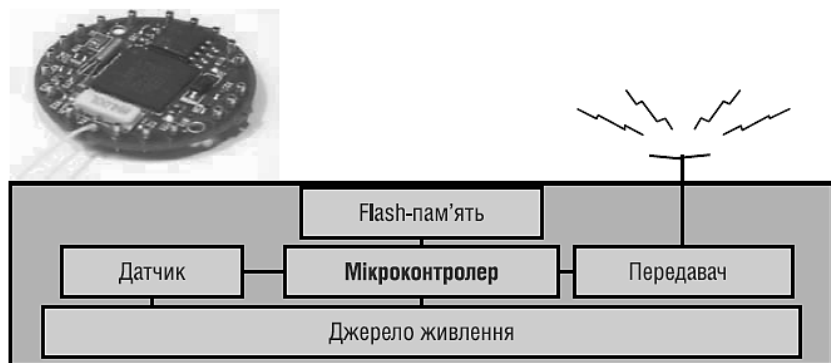 Flash-пам’ять
Датчик
Мікроконтролер
Передавач
Джерело живлення